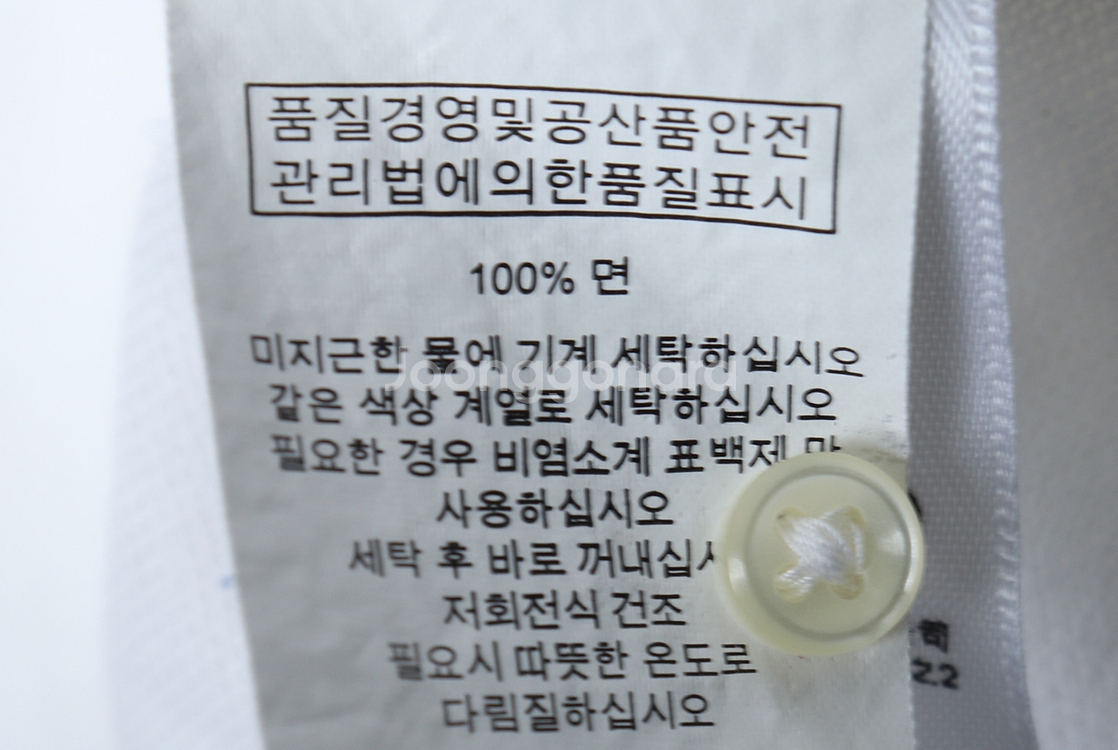 품질경영및공산품안전
관리법에의한품질표시
100% 면
미지근한 물에 기계 세탁하십시오
같은 색상 계열로 세탁하십시오
필요한 경우 비염소계 표백제 만
사용하십시오
세탁 후 바로 꺼내십시
저회전식 건조
필요시 따뜻한 온도로
다림질하십시오
Joonggonara
2.2